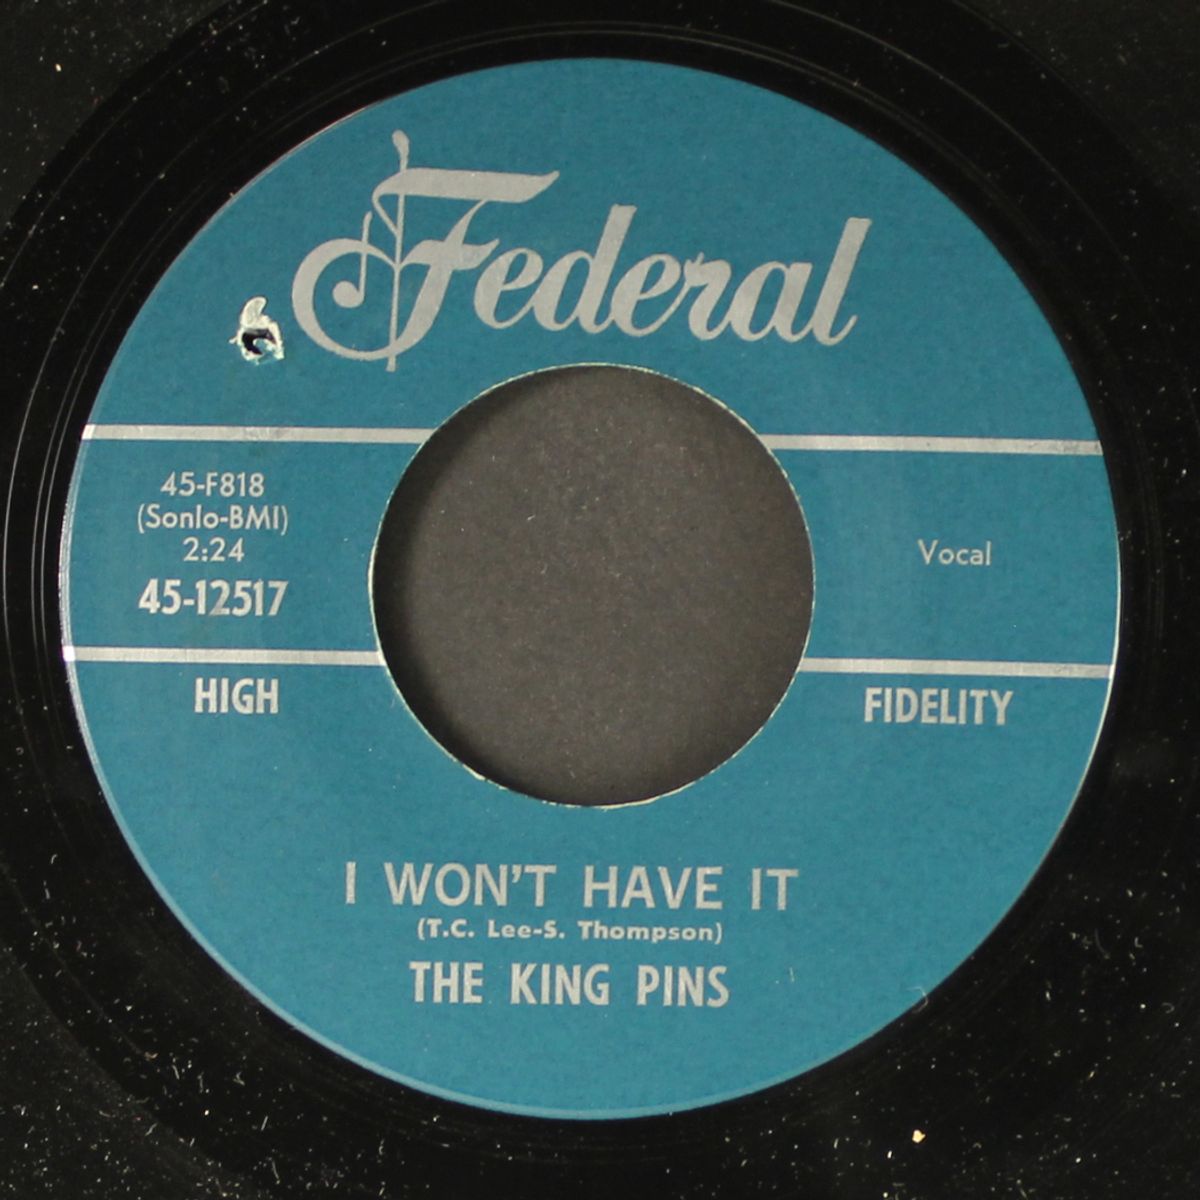 Federal
45-F818
(Sonlo-BMI)
2:24
45-12517
Vocal
HIGH
FIDELITY
I WON'T HAVE IT
(T.C. Lee-S. Thompson)
THE KING PINS